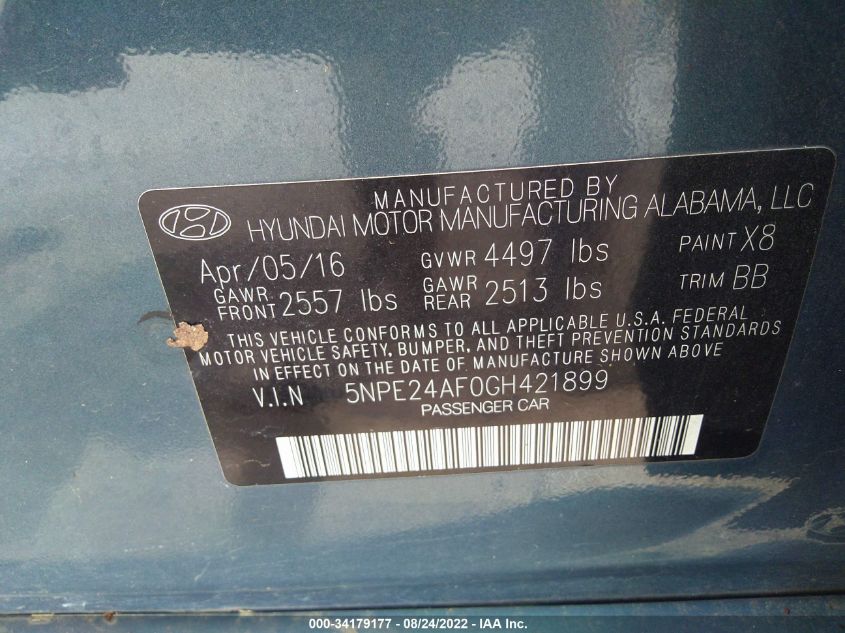 MANUFACTURED BY
HYUNDAI MOTOR MANUFACTURING ALABAMA, LLC
Apr/05/16 GVWR 4497 lbs PAINT X8
GAWR FRONT 2557 lbs GAWR REAR 2513 lbs TRIM BB
THIS VEHICLE CONFORMS TO ALL APPLICABLE U.S.A. FEDERAL
MOTOR VEHICLE SAFETY, BUMPER, AND THEFT PREVENTION STANDARDS
IN EFFECT ON THE DATE OF MANUFACTURE SHOWN ABOVE
V.I.N 5NPE24AF0GH421899
PASSENGER CAR
000-34179177 - 08/24/2022 - IAA Inc.